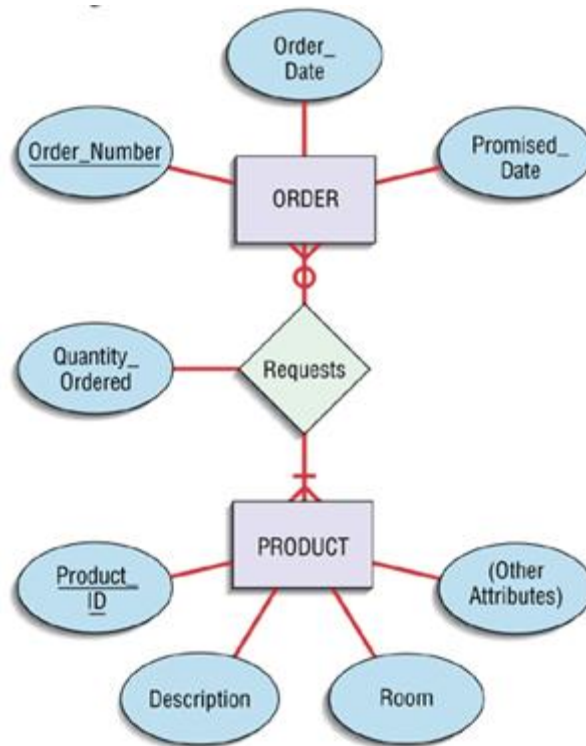 Order_
Date
Order_Number
Promised_
Date
ORDER
Quantity_
Ordered
Requests
PRODUCT
Product_
ID
(Other
Attributes)
Description
Room